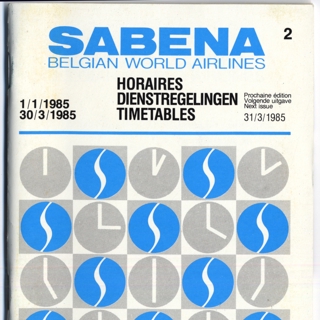 SABENA
2
BELGIAN WORLD AIRLINES
HORAIRES
DIENSTREGELINGEN
TIMETABLES
1/1/1985
30/3/1985
Prochaine édition
Volgende uitgave
Next issue
31/3/1985